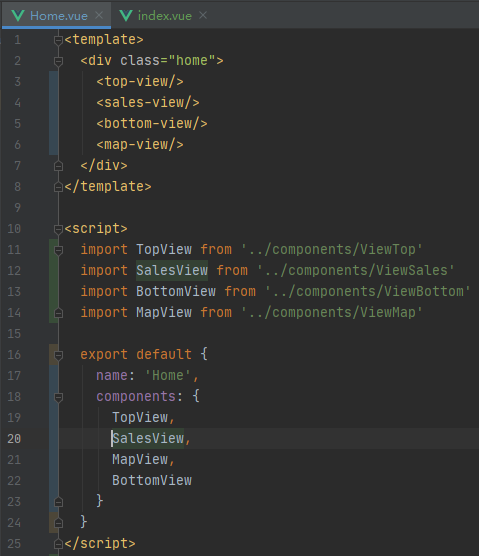 Home.vue index.vue
1 <template>
2   <div class="home">
3     <top-view/>
4     <sales-view/>
5     <bottom-view/>
6     <map-view/>
7   </div>
8 </template>
9
10 <script>
11   import TopView from '../components/ViewTop'
12   import SalesView from '../components/ViewSales'
13   import BottomView from '../components/ViewBottom'
14   import MapView from '../components/ViewMap'
15
16   export default {
17     name: 'Home',
18     components: {
19       TopView,
20       SalesView,
21       MapView,
22       BottomView
23     }
24   }
25 </script>